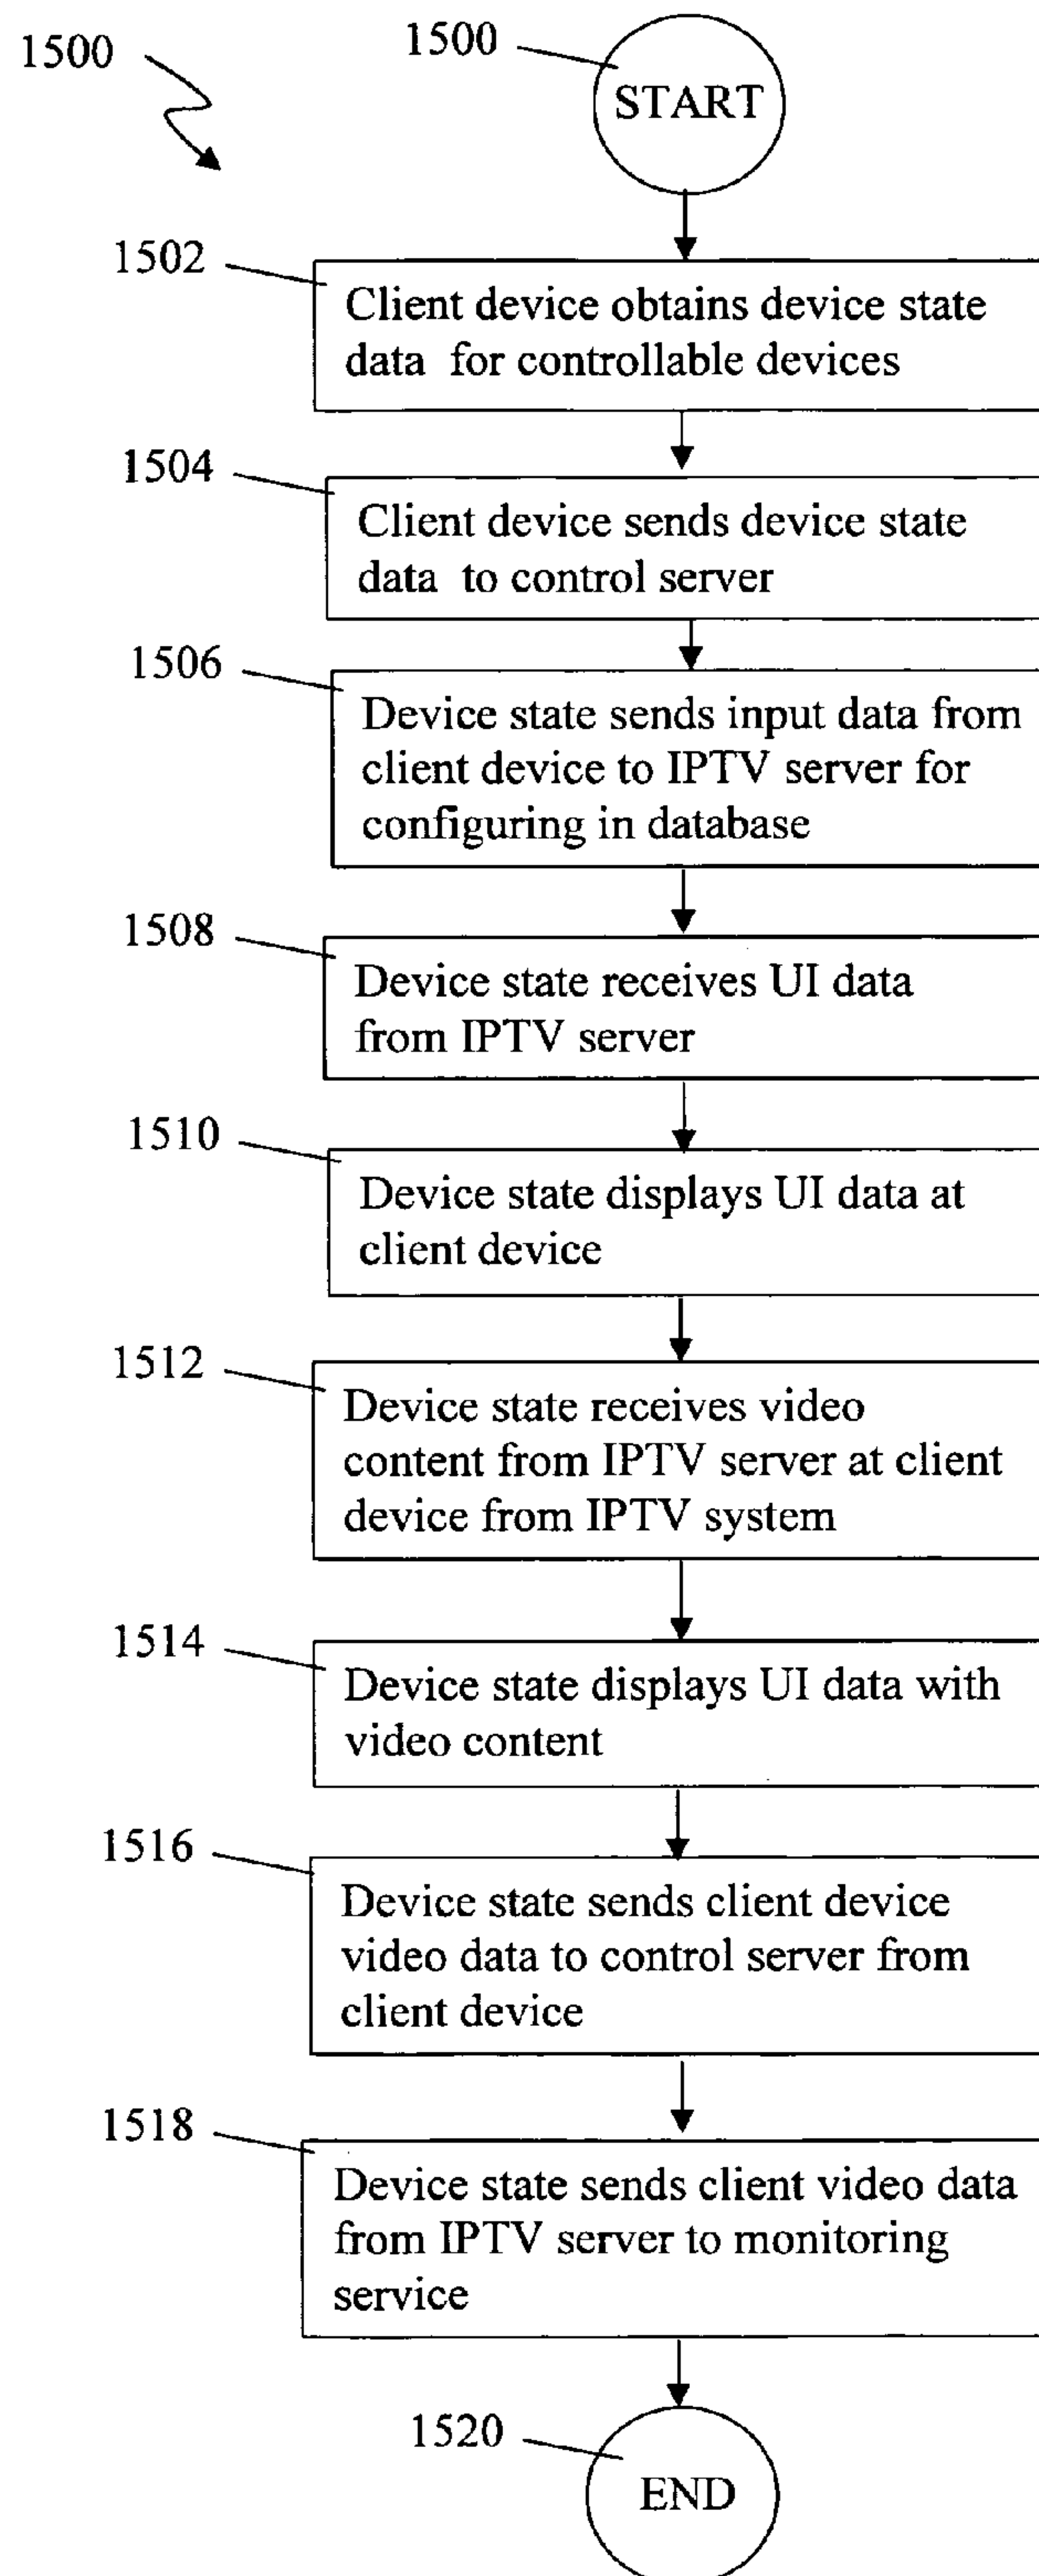 1500
1500
START
1502
Client device obtains device state
data for controllable devices
1504
Client device sends device state
data to control server
1506
Device state sends input data from
client device to IPTV server for
configuring in database
1508
Device state receives UI data
from IPTV server
1510
Device state displays UI data at
client device
1512
Device state receives video
content from IPTV server at client
device from IPTV system
1514
Device state displays UI data with
video content
1516
Device state sends client device
video data to control server from
client device
1518
Device state sends client video data
from IPTV server to monitoring
service
1520
END